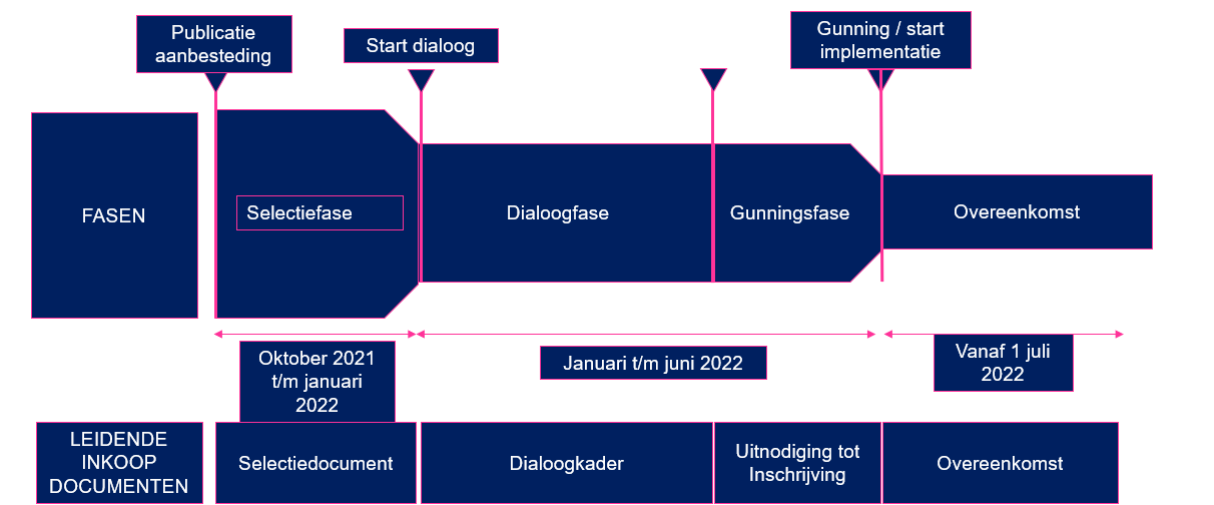 Publicatie
aanbesteding
Start dialoog
Gunning / start
implementatie
FASEN
Selectiefase
Dialoogfase
Gunningsfase
Overeenkomst
Oktober 2021
t/m januari
2022
Januari t/m juni 2022
Vanaf 1 juli
2022
LEIDENDE
INKOOP
DOCUMENTEN
Selectiedocument
Dialoogkader
Uitnodiging tot
Inschrijving
Overeenkomst